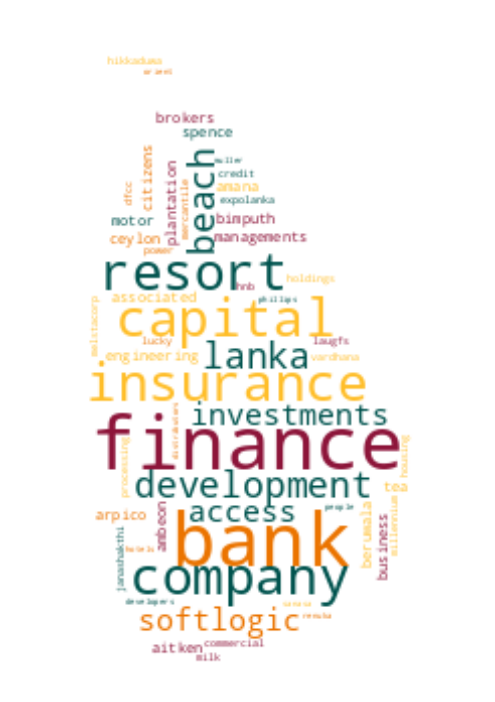 hikkaduwa
orient
brokers
spence
muller
citizens
plantation
beach
credit
dfcc
mercantile
amana
expolanka
motor
bimputh
ceylon
managements
power
resort
hnb
holdings
associated
phillips
melstacorp
capital
lucky
laugfs
engineering
lanka
vardhana
insurance
distributors
investments
finance
processing
housing
development
tea
arpico
ambeon
access
people
berumala
business
millennium
janashakthi
bank
hotels
company
developers
softlogic
renuka
aitken
commercial
milk